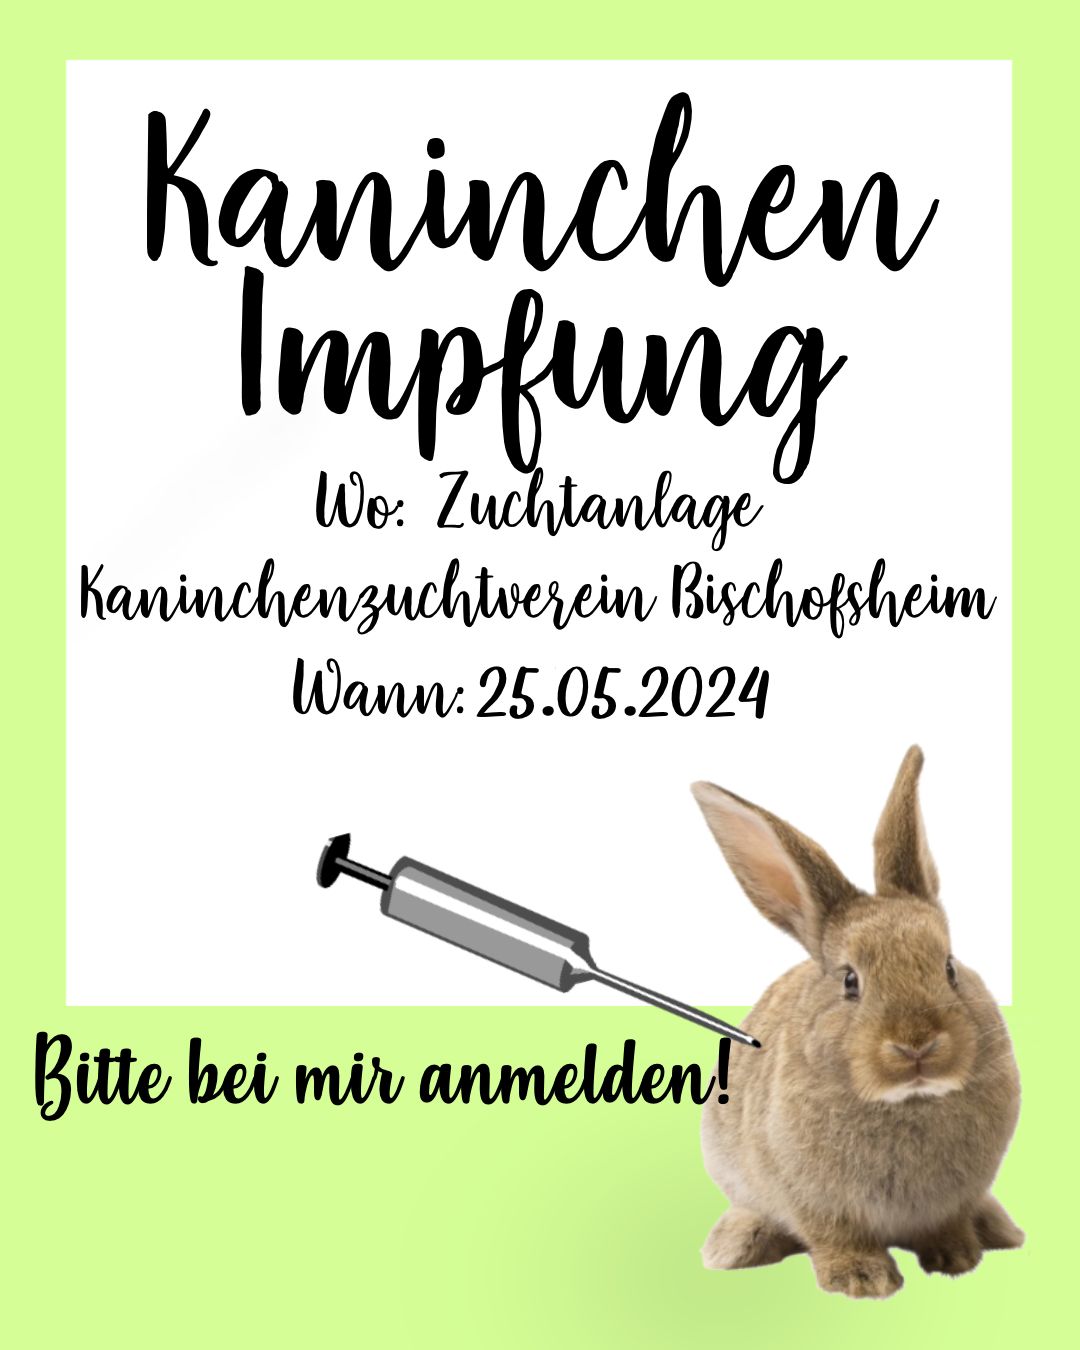 Kaninchen
Impfung
Wo: Zuchtanlage
Kaninchenzuchtverein Bischofsheim
Wann: 25.05.2024
Bitte bei mir anmelden!